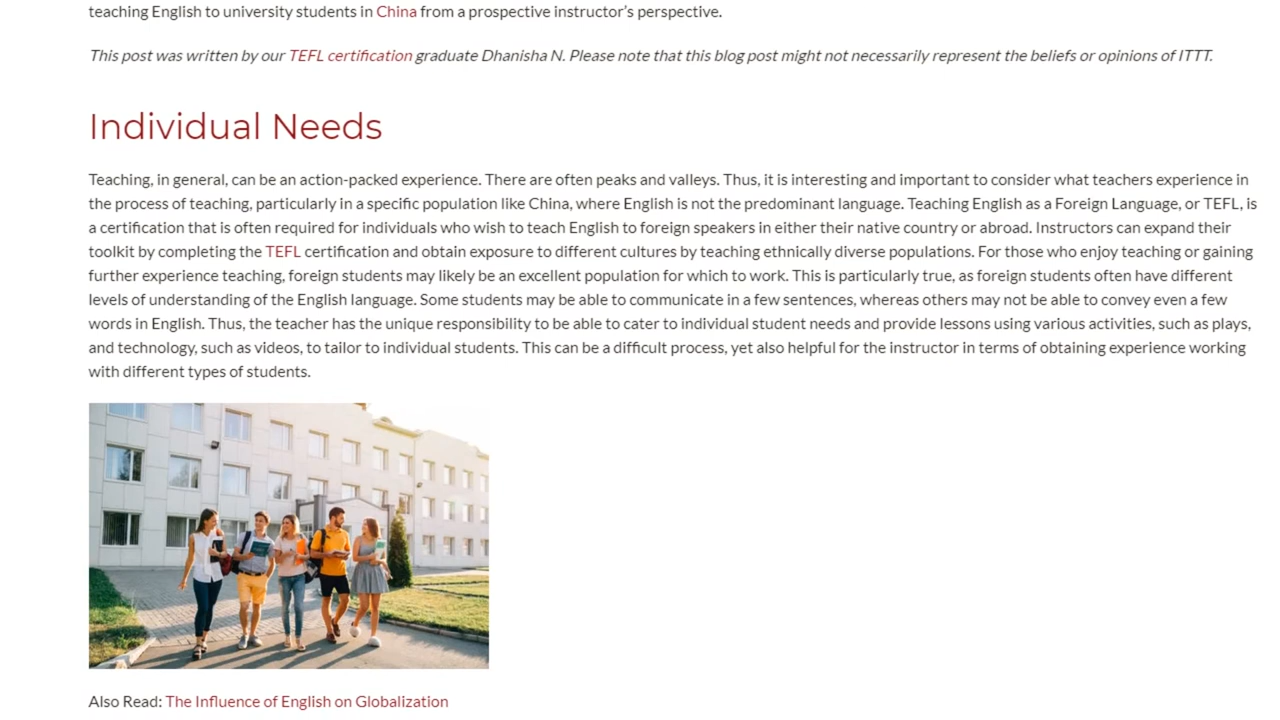 teaching English to university students in China from a prospective instructor's perspective.
This post was written by our TEFL certification graduate Dhanisha N. Please note that this blog post might not necessarily represent the beliefs or opinions of ITTT.
Individual Needs
Teaching, in general, can be an action-packed experience. There are often peaks and valleys. Thus, it is interesting and important to consider what teachers experience in
the process of teaching, particularly in a specific population like China, where English is not the predominant language. Teaching English as a Foreign Language, or TEFL, is
a certification that is often required for individuals who wish to teach English to foreign speakers in either their native country or abroad. Instructors can expand their
toolkit by completing the TEFL certification and obtain exposure to different cultures by teaching ethnically diverse populations. For those who enjoy teaching or gaining
further experience teaching, foreign students may likely be an excellent population for which to work. This is particularly true, as foreign students often have different
levels of understanding of the English language. Some students may be able to communicate in a few sentences, whereas others may not be able to convey even a few
words in English. Thus, the teacher has the unique responsibility to be able to cater to individual student needs and provide lessons using various activities, such as plays,
and technology, such as videos, to tailor to individual students. This can be a difficult process, yet also helpful for the instructor in terms of obtaining experience working
with different types of students.
Also Read: The Influence of English on Globalization